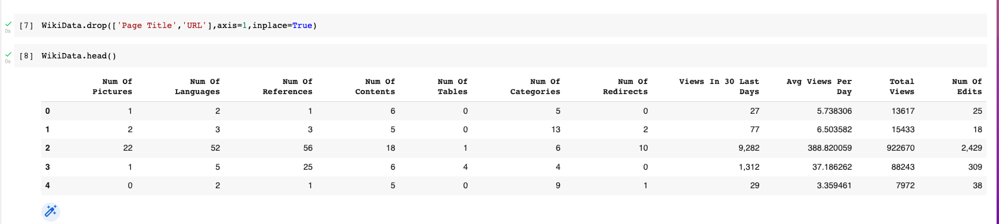 [7] WikiData.drop(['Page Title','URL'],axis=1,inplace=True)
0s
[8] WikiData.head()
0s
Num Of Pictures Num Of Languages Num Of References Num Of Contents Num Of Tables Num Of Categories Num Of Redirects Views In 30 Last Days Avg Views Per Day Total Views Num Of Edits
0 1 2 1 6 0 5 0 27 5.738306 13617 25
1 2 3 3 5 0 13 2 77 6.503582 15433 18
2 22 52 56 18 1 6 10 9,282 388.820059 922670 2,429
3 1 5 25 6 4 4 0 1,312 37.186262 88243 309
4 0 2 1 5 0 9 1 29 3.359461 7972 38